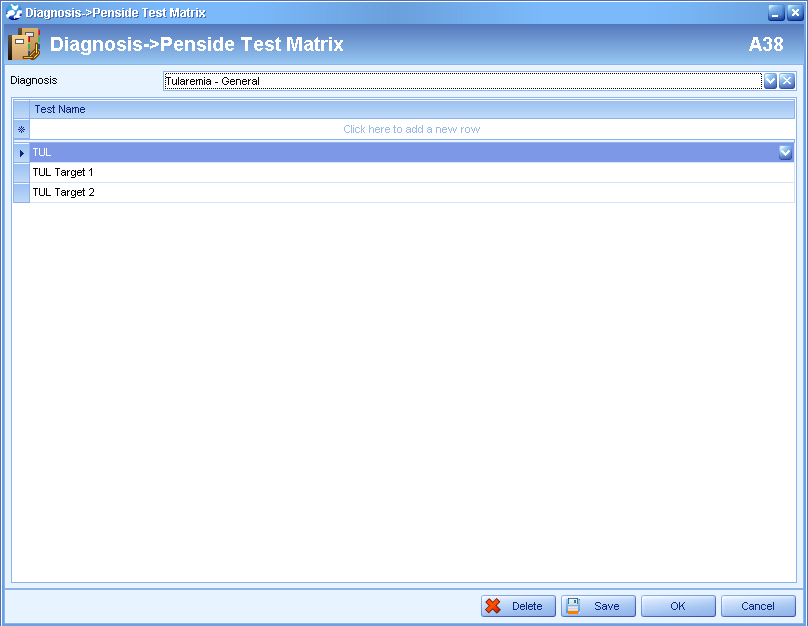 Diagnosis->Penside Test Matrix
Diagnosis->Penside Test Matrix A38
Diagnosis Tularemia - General
Test Name
Click here to add a new row
TUL
TUL Target 1
TUL Target 2
Delete Save OK Cancel